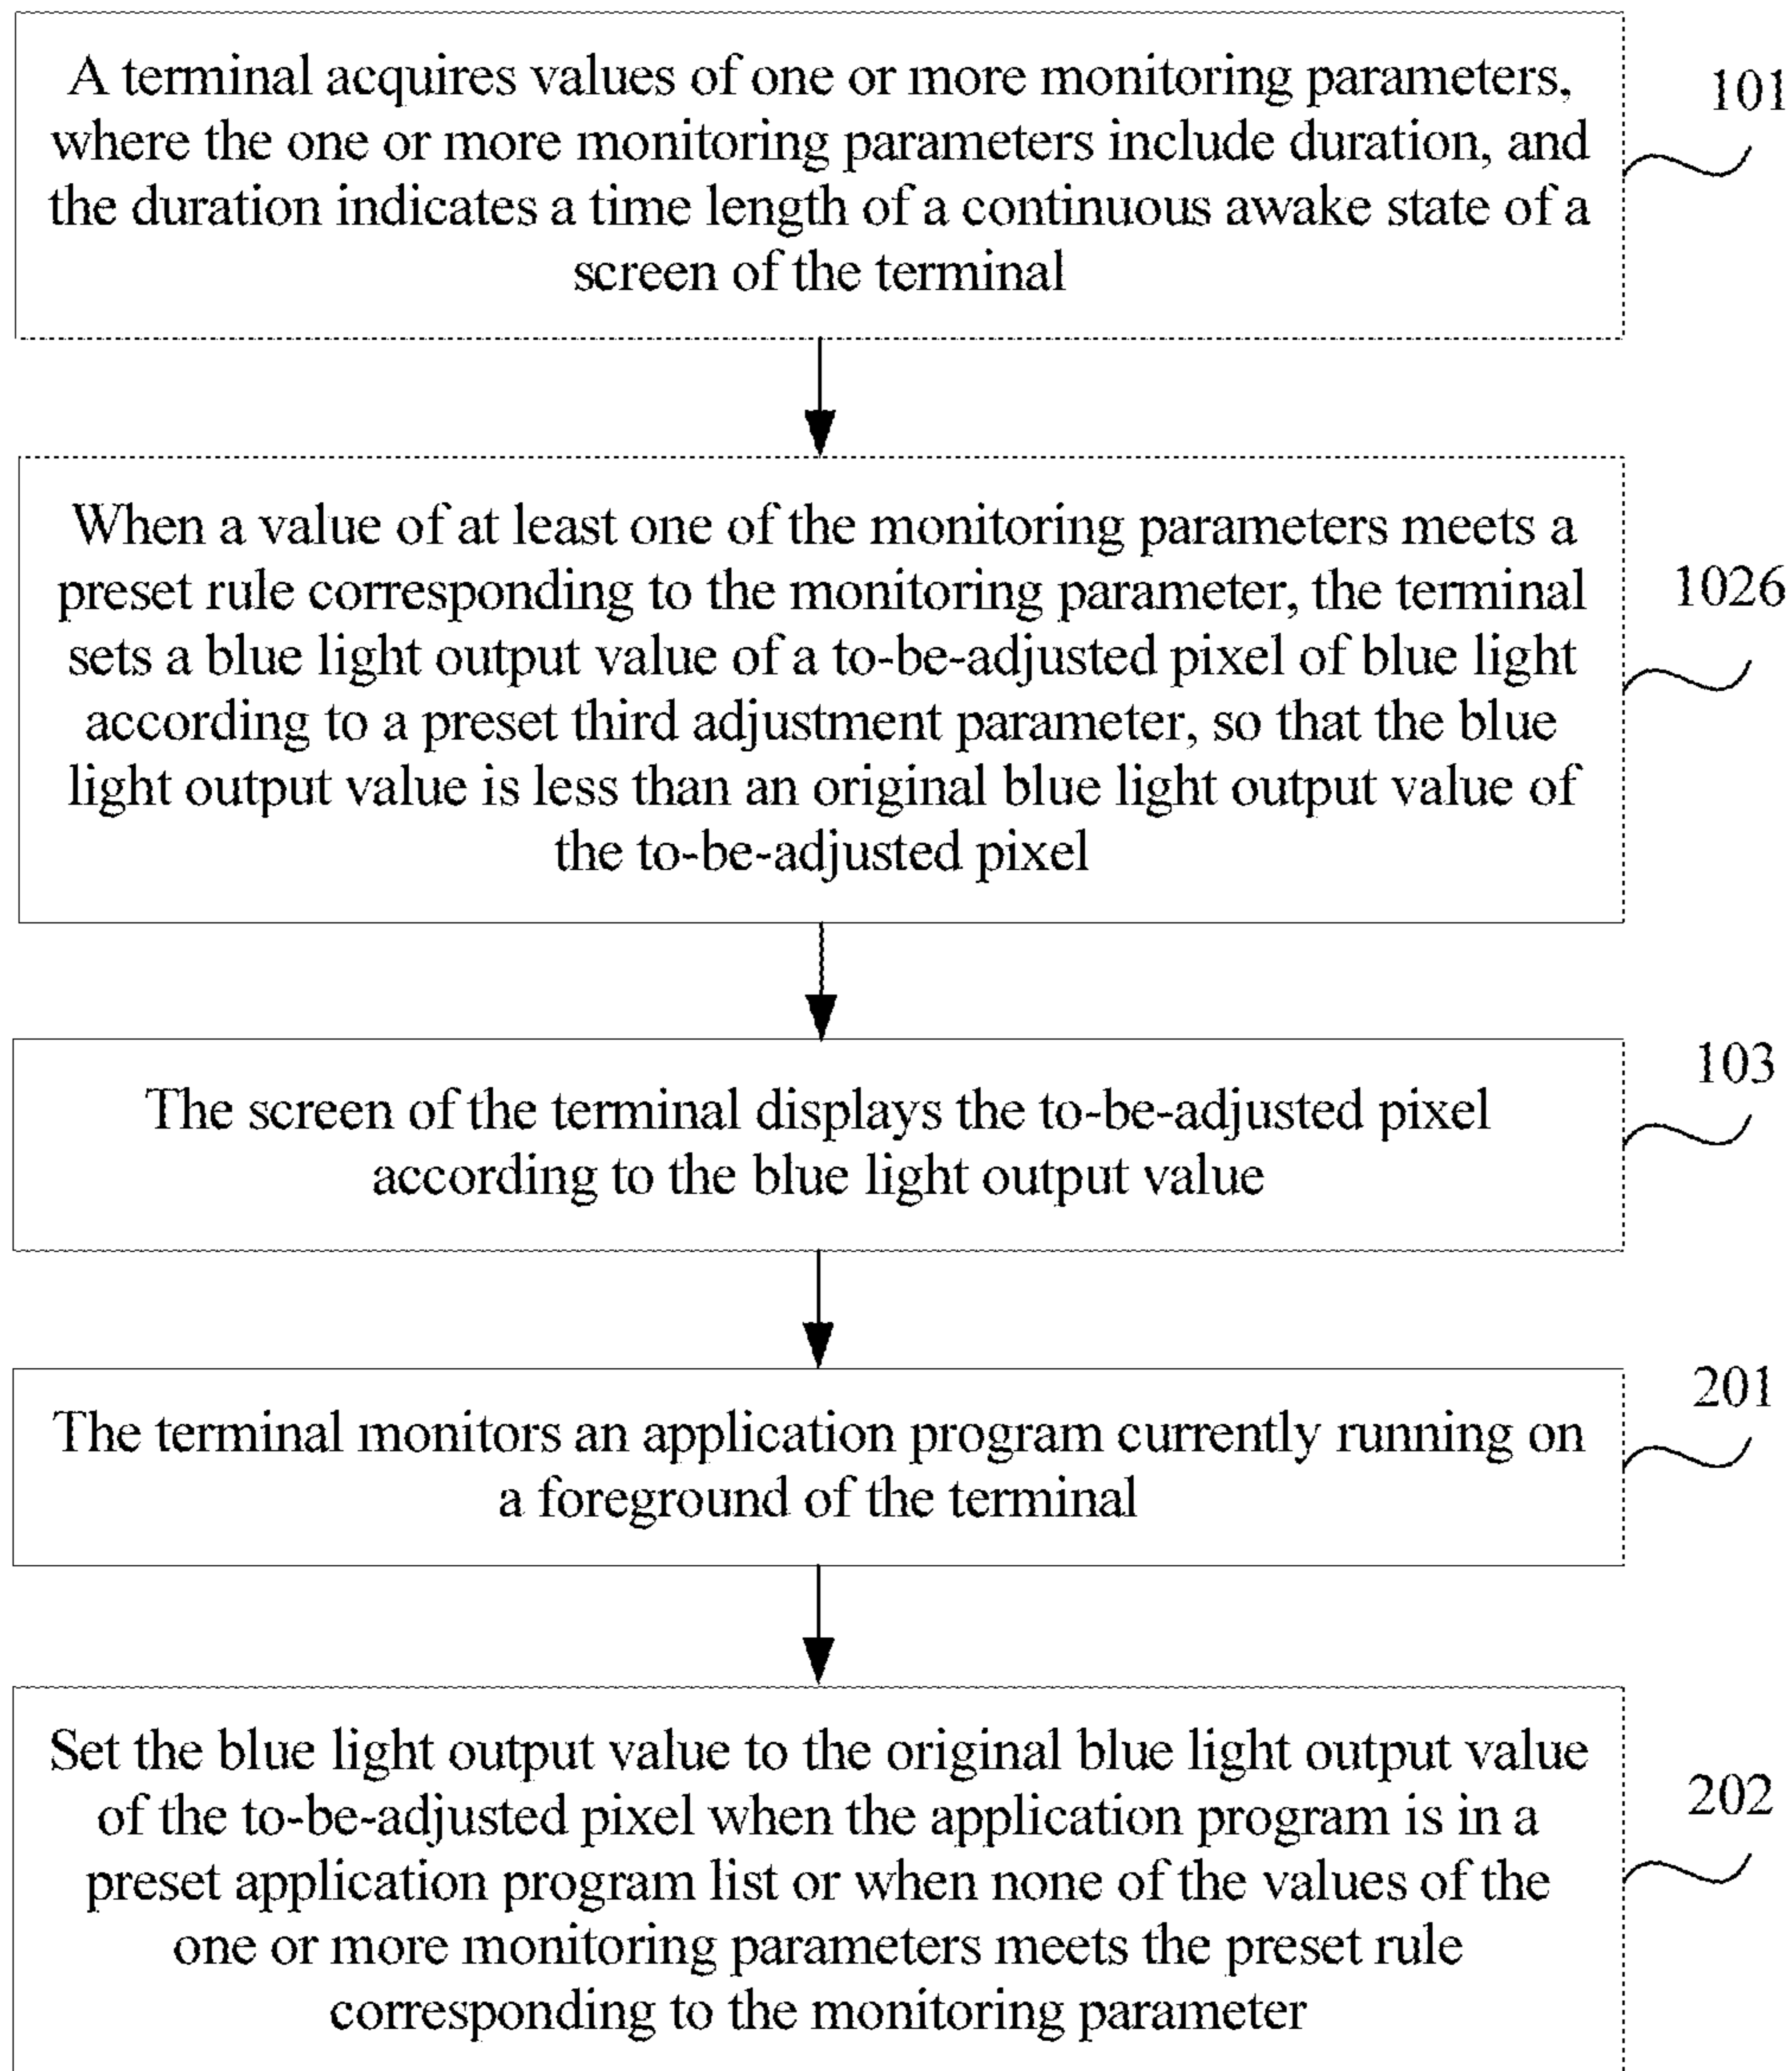 A terminal acquires values of one or more monitoring parameters,
where the one or more monitoring parameters include duration, and
the duration indicates a time length of a continuous awake state of a
screen of the terminal
101
When a value of at least one of the monitoring parameters meets a
preset rule corresponding to the monitoring parameter, the terminal
sets a blue light output value of a to-be-adjusted pixel of blue light
according to a preset third adjustment parameter, so that the blue
light output value is less than an original blue light output value of
the to-be-adjusted pixel
1026
The screen of the terminal displays the to-be-adjusted pixel
according to the blue light output value
103
The terminal monitors an application program currently running on
a foreground of the terminal
201
Set the blue light output value to the original blue light output value
of the to-be-adjusted pixel when the application program is in a
preset application program list or when none of the values of the
one or more monitoring parameters meets the preset rule
corresponding to the monitoring parameter
202